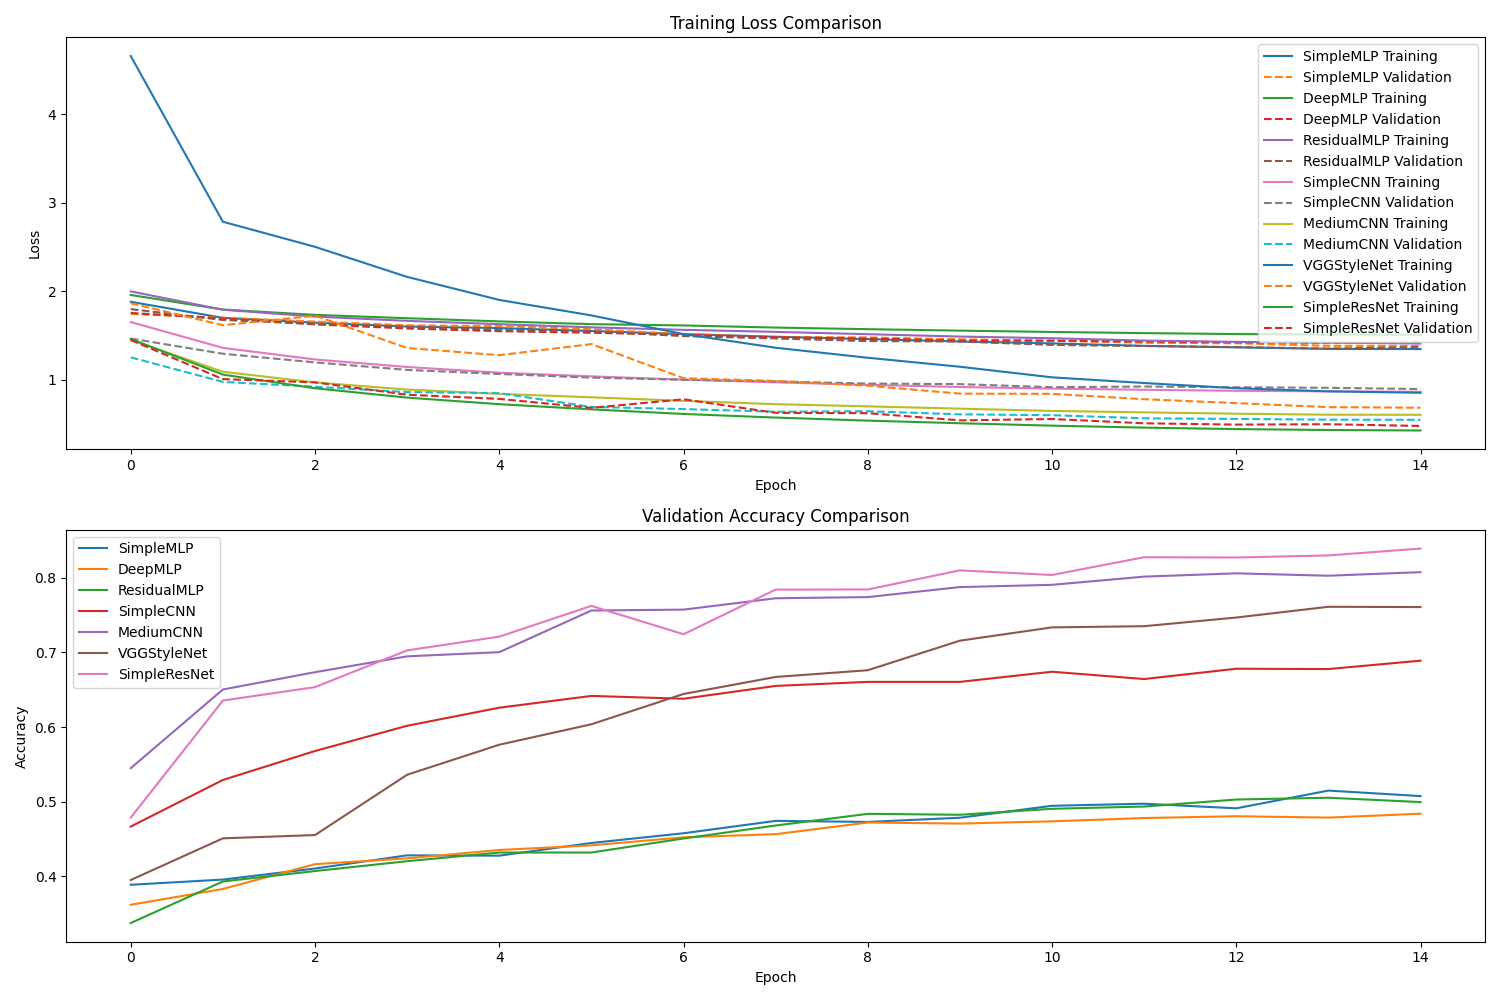 Training Loss Comparison
Loss
4
3
2
1
SimpleMLP Training
SimpleMLP Validation
DeepMLP Training
DeepMLP Validation
ResidualMLP Training
ResidualMLP Validation
SimpleCNN Training
SimpleCNN Validation
MediumCNN Training
MediumCNN Validation
VGGStyleNet Training
VGGStyleNet Validation
SimpleResNet Training
SimpleResNet Validation
0 2 4 6 8 10 12 14
Epoch
Validation Accuracy Comparison
Accuracy
0.8
0.7
0.6
0.5
0.4
SimpleMLP
DeepMLP
ResidualMLP
SimpleCNN
MediumCNN
VGGStyleNet
SimpleResNet
0 2 4 6 8 10 12 14
Epoch